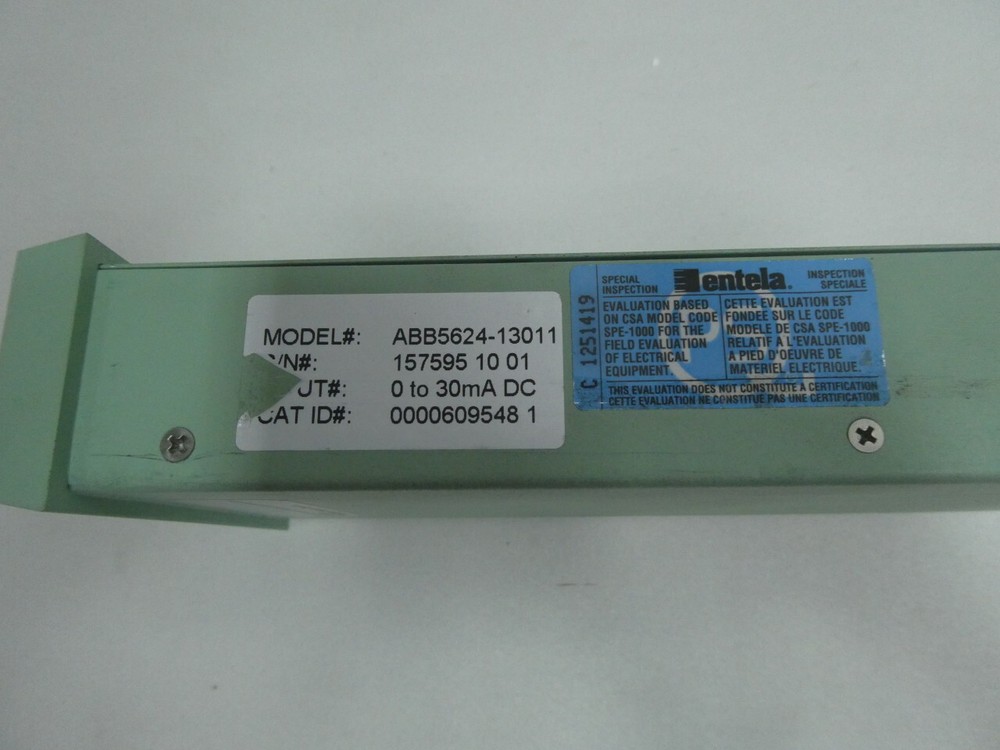 MODEL#: ABB5624-13011
/N#: 157595 10 01
UT#: 0 to 30mA DC
CAT ID#: 0000609548 1
C 1251419
SPECIAL
INSPECTION
entela.
INSPECTION
SPECIALE
EVALUATION BASED
ON CSA MODEL CODE
SPE-1000 FOR THE
FIELD EVALUATION
OF ELECTRICAL
EQUIPMENT.
CETTE EVALUATION EST
FONDEE SUR LE CODE
MODELE DE CSA SPE-1000
RELATIF A L'EVALUATION
A PIED D'OEUVRE DE
MATERIEL ELECTRIQUE.
THIS EVALUATION DOES NOT CONSTITUTE A CERTIFICATION
CETTE EVALUATION NE CONSTITUE PAS UNE CERTIFICATION